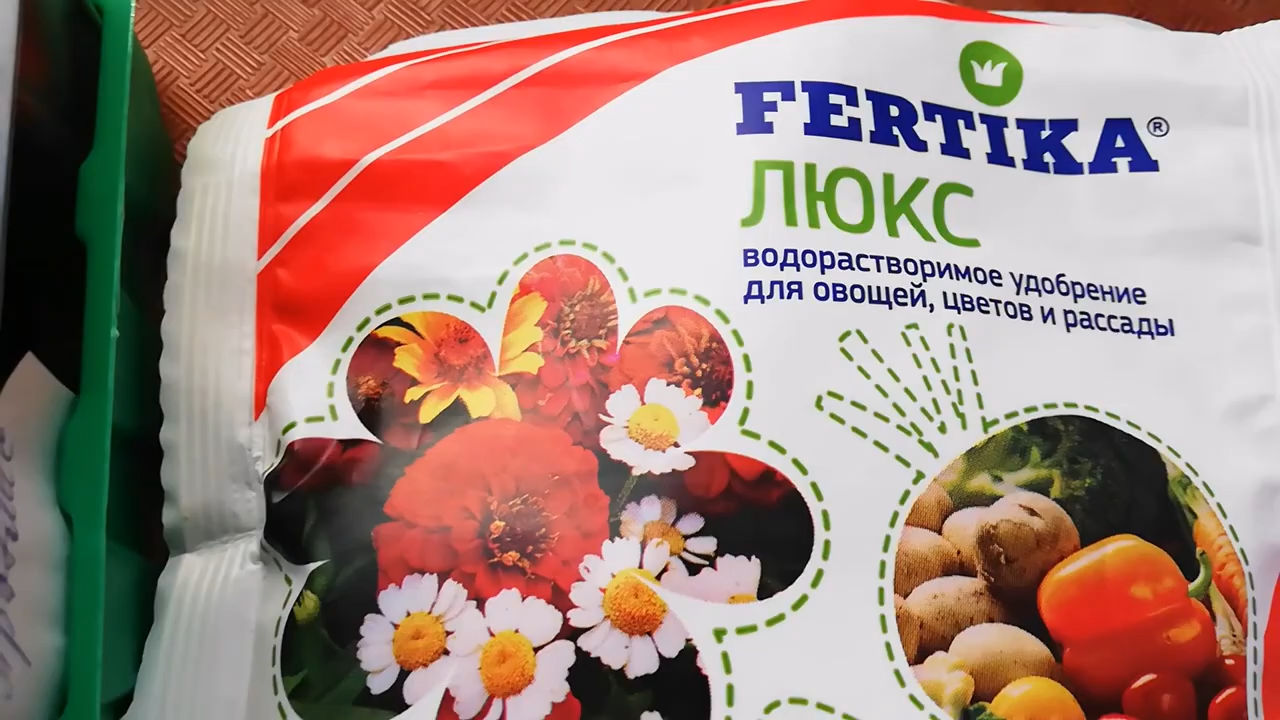 FERTIKA®
ЛЮКС
водорастворимое удобрение
для овощей, цветов и рассады